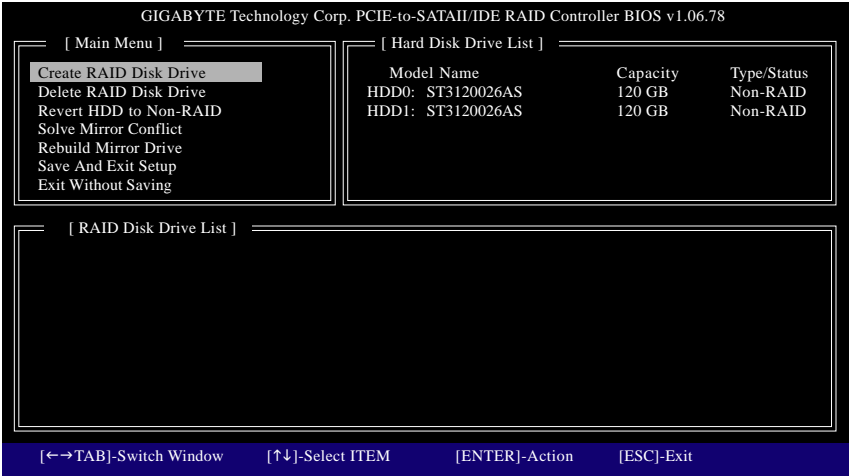 GIGABYTE Technology Corp. PCIE-to-SATAII/IDE RAID Controller BIOS v1.06.78
[ Main Menu ]
Create RAID Disk Drive
Delete RAID Disk Drive
Revert HDD to Non-RAID
Solve Mirror Conflict
Rebuild Mirror Drive
Save And Exit Setup
Exit Without Saving
[ Hard Disk Drive List ]
Model Name Capacity Type/Status
HDD0: ST3120026AS 120 GB Non-RAID
HDD1: ST3120026AS 120 GB Non-RAID
[ RAID Disk Drive List ]
[←→TAB]-Switch Window [↑↓]-Select ITEM [ENTER]-Action [ESC]-Exit